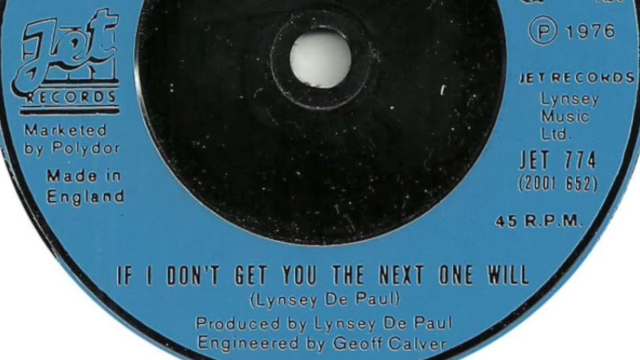 Jet
RECORDS
Marketed
by Polydor
Made in
England
℗ 1976
JET RECORDS
Lynsey
Music
Ltd.
JET 774
(2001 652)
45 R.P.M.
IF I DON'T GET YOU THE NEXT ONE WILL
(Lynsey De Paul)
Produced by Lynsey De Paul
Engineered by Geoff Calver